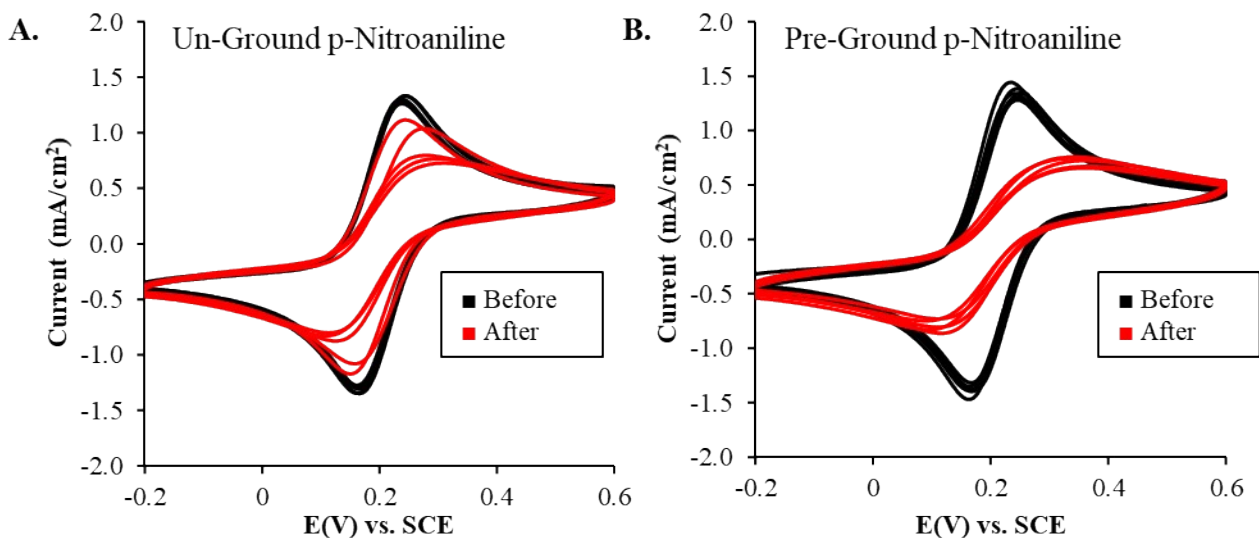 A.
Un-Ground p-Nitroaniline
Current (mA/cm²)
2.0
1.5
1.0
0.5
0.0
-0.5
-1.0
-1.5
-2.0
-0.2 0 0.2 0.4 0.6
E(V) vs. SCE
Before
After
B.
Pre-Ground p-Nitroaniline
Current (mA/cm²)
2.0
1.5
1.0
0.5
0.0
-0.5
-1.0
-1.5
-2.0
-0.2 0 0.2 0.4 0.6
E(V) vs. SCE
Before
After